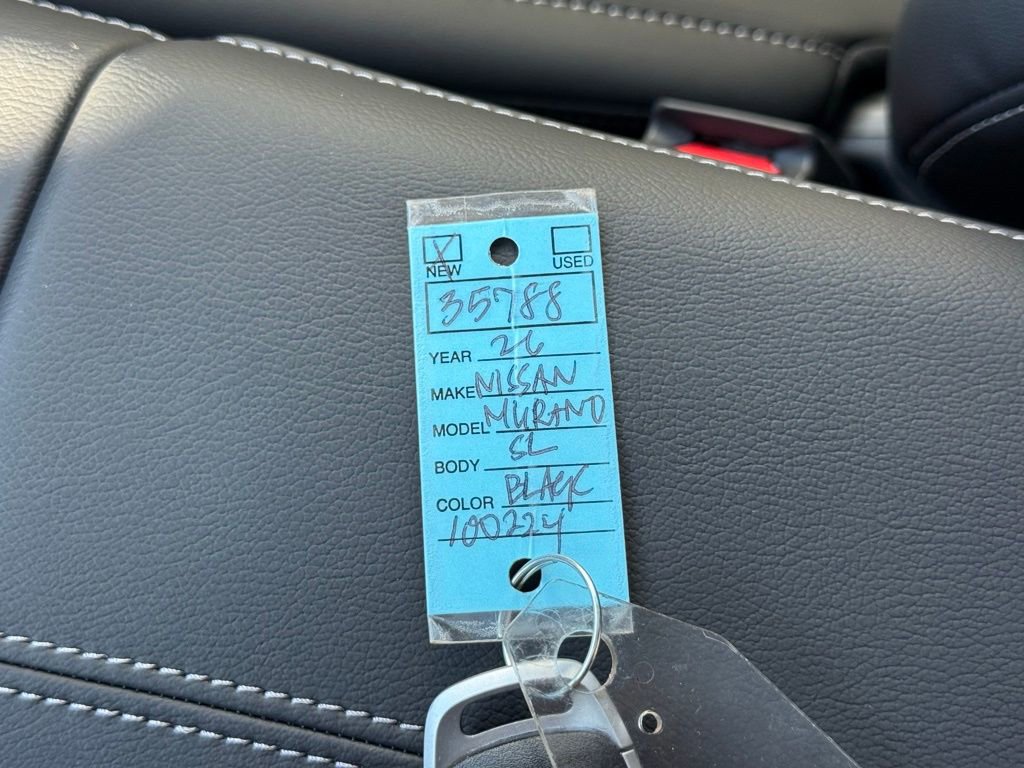 X
NEW USED
35788
YEAR 26
MAKE NISSAN
MODEL MURANO
BODY SL
COLOR BLACK
100224